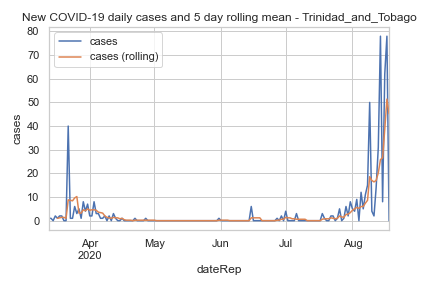 New COVID-19 daily cases and 5 day rolling mean - Trinidad_and_Tobago
80
70
60
50
40
30
20
10
0
cases
cases
cases (rolling)
Apr
2020
May
Jun
Jul
Aug
dateRep